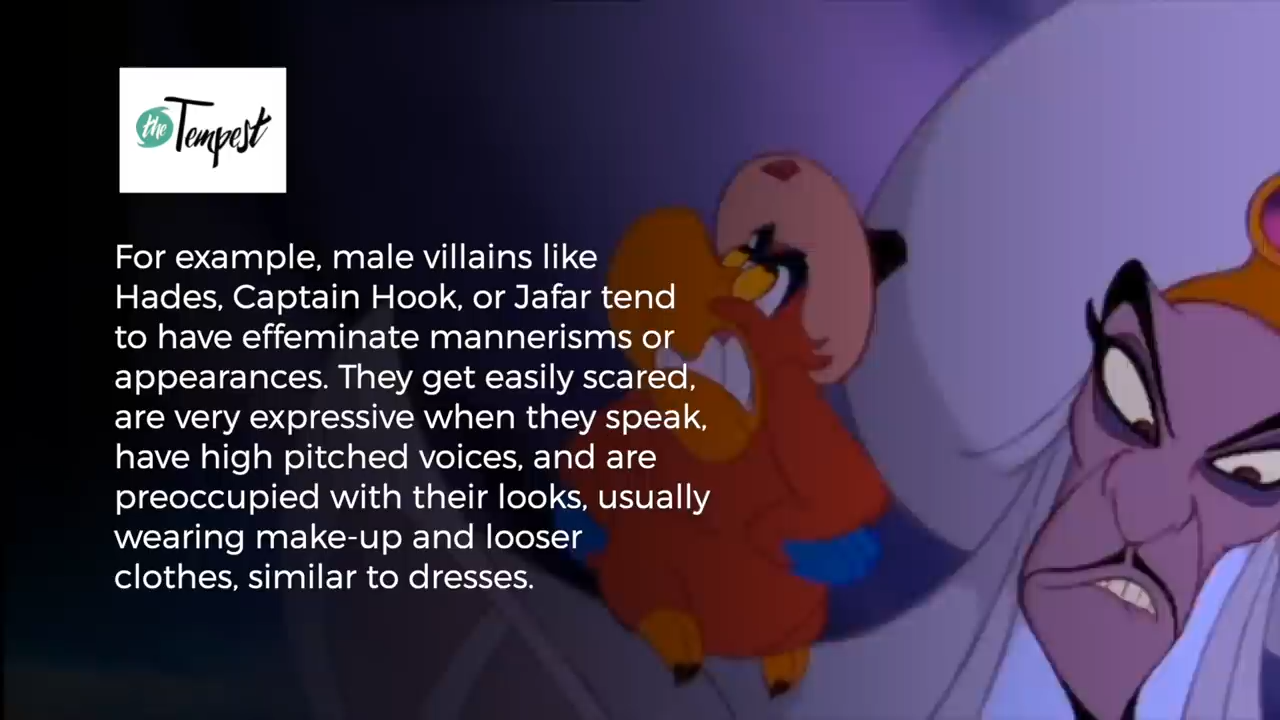 the Tempest
For example, male villains like
Hades, Captain Hook, or Jafar tend
to have effeminate mannerisms or
appearances. They get easily scared,
are very expressive when they speak,
have high pitched voices, and are
preoccupied with their looks, usually
wearing make-up and looser
clothes, similar to dresses.